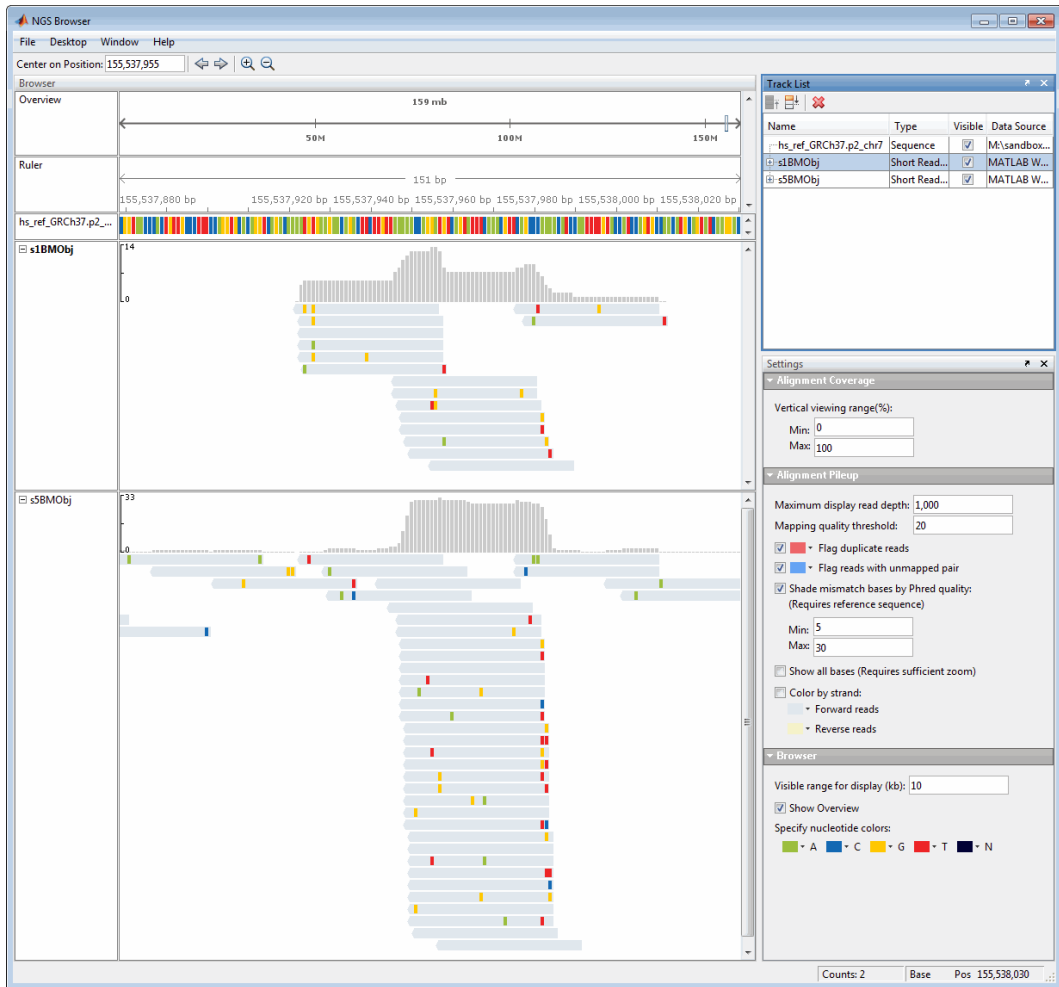 NGS Browser
File Desktop Window Help
Center on Position: 155,537,955
Browser
Overview
159 mb
50M 100M 150M
Ruler
151 bp
155,537,880 bp 155,537,920 bp 155,537,940 bp 155,537,960 bp 155,537,980 bp 155,538,000 bp 155,538,020 bp
hs_ref_GRCh37.p2_...
s1BMObj
14
0
s5BMObj
33
0
Track List
Name Type Visible Data Source
hs_ref_GRCh37.p2_chr7 Sequence M:\sandbox...
s1BMObj Short Read... MATLAB W...
s5BMObj Short Read... MATLAB W...
Settings
Alignment Coverage
Vertical viewing range(%):
Min: 0
Max: 100
Alignment Pileup
Maximum display read depth: 1,000
Mapping quality threshold: 20
Flag duplicate reads
Flag reads with unmapped pair
Shade mismatch bases by Phred quality:
(Requires reference sequence)
Min: 5
Max: 30
Show all bases (Requires sufficient zoom)
Color by strand:
Forward reads
Reverse reads
Browser
Visible range for display (kb): 10
Show Overview
Specify nucleotide colors:
A C G T N
Counts: 2 Base Pos 155,538,030